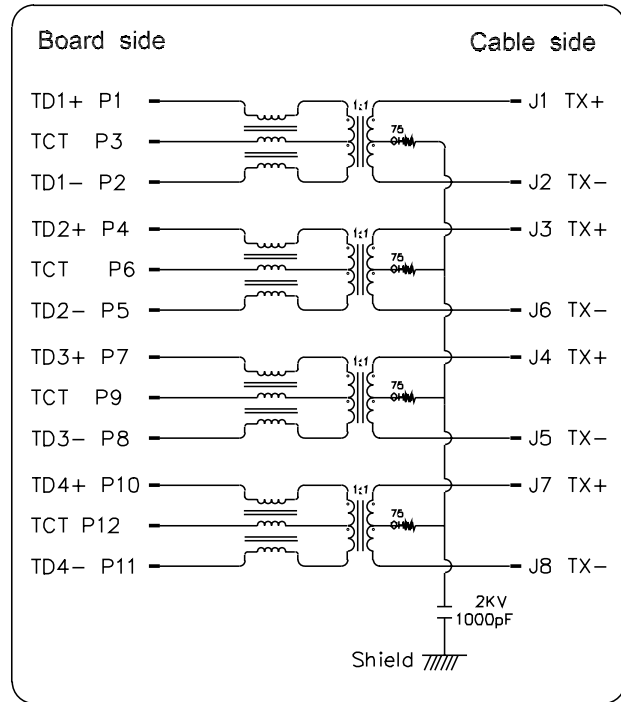 Board side Cable side
TD1+ P1 1:1 J1 TX+
TCT P3 75 OHM
TD1- P2 J2 TX-
TD2+ P4 1:1 J3 TX+
TCT P6 75 OHM
TD2- P5 J6 TX-
TD3+ P7 1:1 J4 TX+
TCT P9 75 OHM
TD3- P8 J5 TX-
TD4+ P10 1:1 J7 TX+
TCT P12 75 OHM
TD4- P11 J8 TX-
2KV
1000pF
Shield